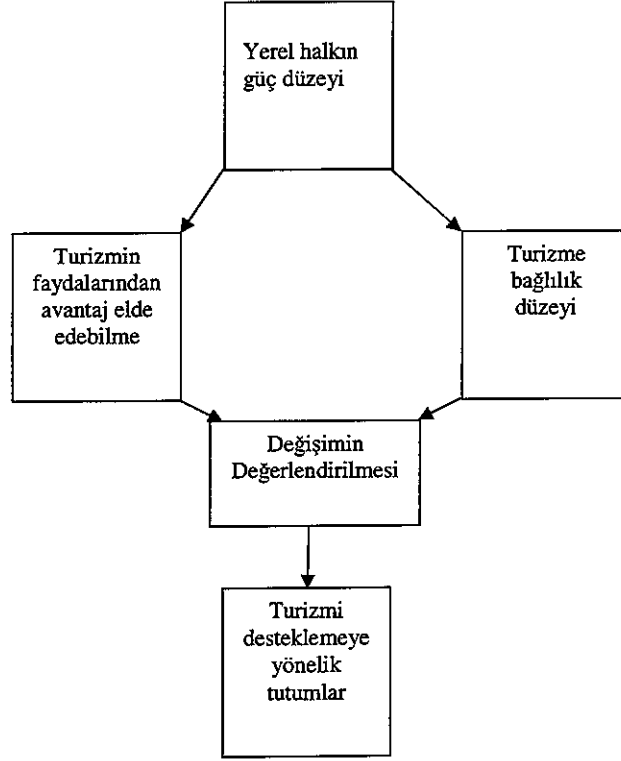 Yerel halkın
güç düzeyi
Turizmin
faydalarından
avantaj elde
edebilme
Turizme
bağlılık
düzeyi
Değişimin
Değerlendirilmesi
Turizmi
desteklemeye
yönelik
tutumlar